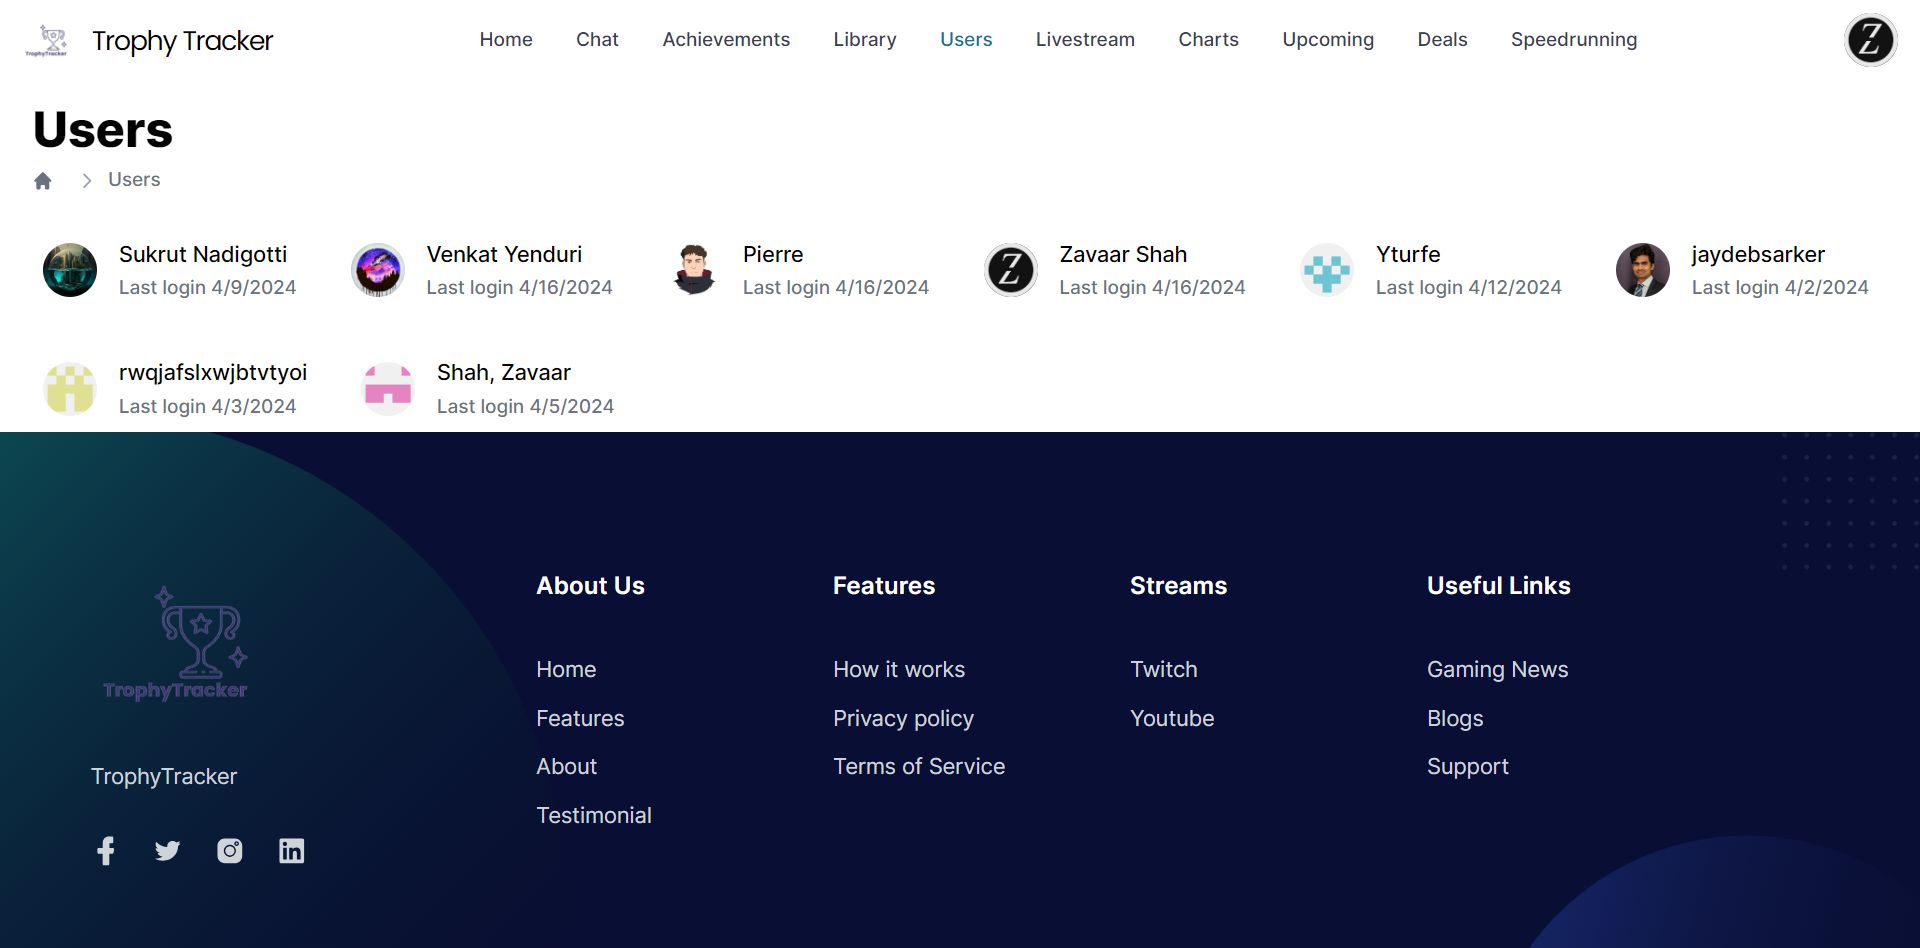 TrophyTracker
Trophy Tracker
Home
Chat
Achievements
Library
Users
Livestream
Charts
Upcoming
Deals
Speedrunning
Z
Users
Users
Sukrut Nadigotti
Last login 4/9/2024
Venkat Yenduri
Last login 4/16/2024
Pierre
Last login 4/16/2024
Z
Zavaar Shah
Last login 4/16/2024
Yturfe
Last login 4/12/2024
jaydebsarker
Last login 4/2/2024
rwqjafslxwjbtvtyoi
Last login 4/3/2024
Shah, Zavaar
Last login 4/5/2024
TrophyTracker
TrophyTracker
About Us
Home
Features
About
Testimonial
Features
How it works
Privacy policy
Terms of Service
Streams
Twitch
Youtube
Useful Links
Gaming News
Blogs
Support